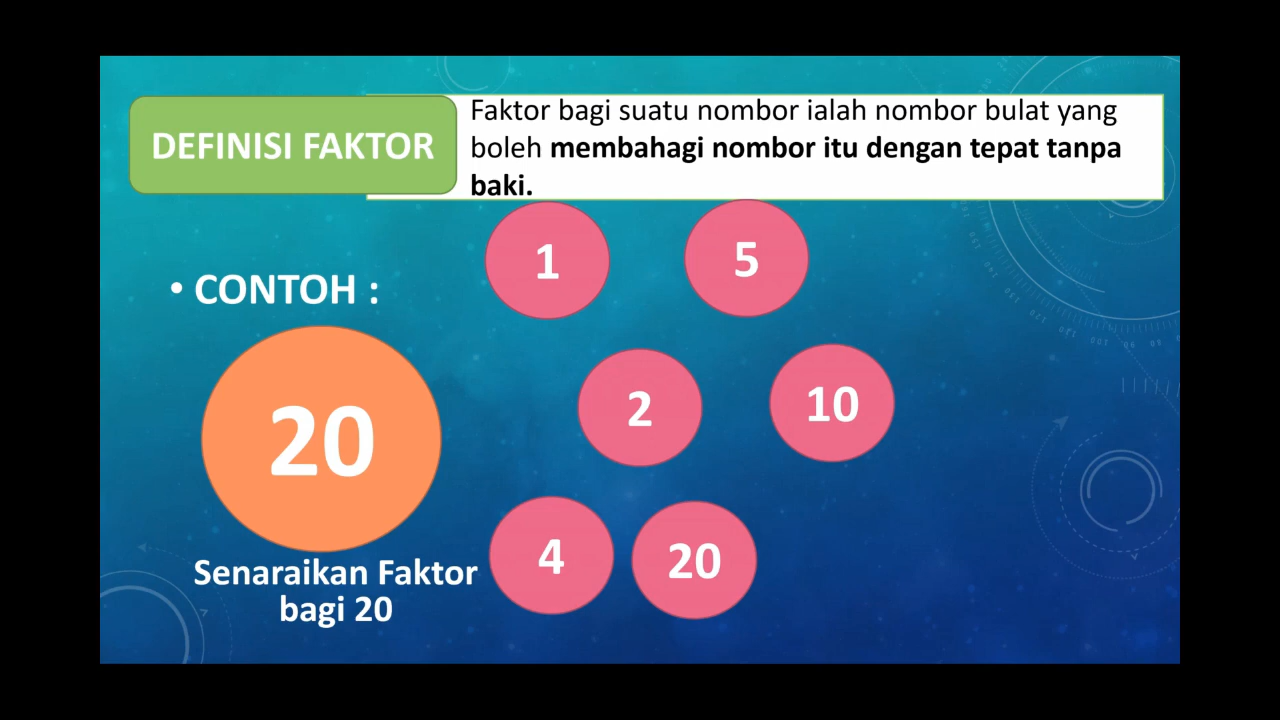 DEFINISI FAKTOR
Faktor bagi suatu nombor ialah nombor bulat yang
boleh membahagi nombor itu dengan tepat tanpa
baki.
• CONTOH :
1
5
2
10
20
4
20
Senaraikan Faktor
bagi 20